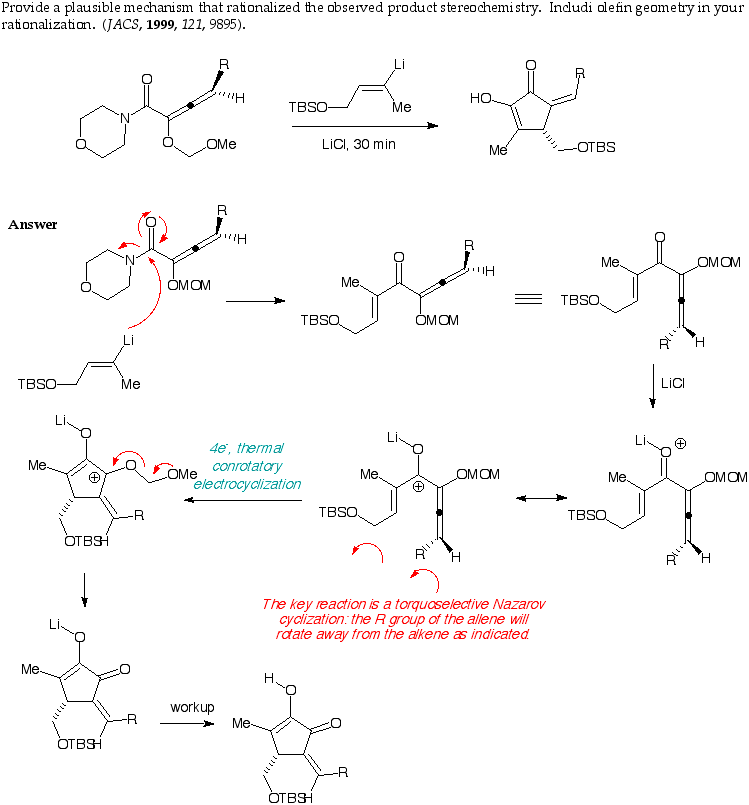 Provide a plausible mechanism that rationalized the observed product stereochemistry. Includi olefin geometry in your
rationalization. (JACS, 1999, 121, 9895).
R
O
Li
H
TBSO
Me
N
O
O
OMe
LiCl, 30 min
O
R
HO
Me
OTBS
Answer
O
R
H
N
O
OMOM
Li
TBSO
Me
R
O
Me
H
TBSO
OMOM
O
Me
OMOM
TBSO
R
H
LiCl
Li
O
Me
O
OMe
R
OTBSH
4e-, thermal
conrotatory
electrocyclization
Li
O
Me
OMOM
TBSO
R
H
Li
O
Me
OMOM
TBSO
R
H
The key reaction is a torquoselective Nazarov
cyclization: the R group of the allene will
rotate away from the alkene as indicated.
Li
O
Me
O
R
OTBSH
workup
H
O
Me
O
R
OTBSH